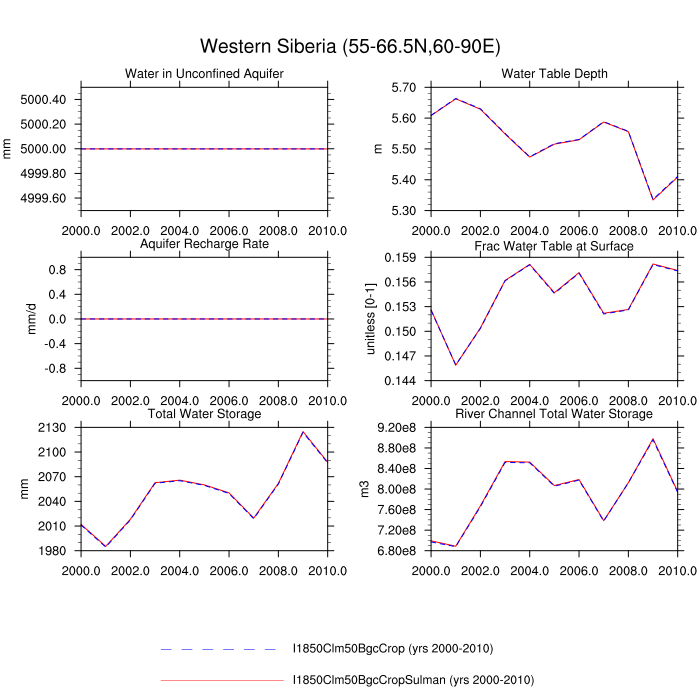 Western Siberia (55-66.5N,60-90E)
Water in Unconfined Aquifer
mm
5000.40
5000.20
5000.00
4999.80
4999.60
2000.0 2002.0 2004.0 2006.0 2008.0 2010.0
Water Table Depth
m
5.70
5.60
5.50
5.40
5.30
2000.0 2002.0 2004.0 2006.0 2008.0 2010.0
Aquifer Recharge Rate
mm/d
0.8
0.4
0.0
-0.4
-0.8
2000.0 2002.0 2004.0 2006.0 2008.0 2010.0
Frac Water Table at Surface
unitless [0-1]
0.159
0.156
0.153
0.150
0.147
0.144
2000.0 2002.0 2004.0 2006.0 2008.0 2010.0
Total Water Storage
mm
2130
2100
2070
2040
2010
1980
2000.0 2002.0 2004.0 2006.0 2008.0 2010.0
River Channel Total Water Storage
m3
9.20e8
8.80e8
8.40e8
8.00e8
7.60e8
7.20e8
6.80e8
2000.0 2002.0 2004.0 2006.0 2008.0 2010.0
I1850Clm50BgcCrop (yrs 2000-2010)
I1850Clm50BgcCropSulman (yrs 2000-2010)